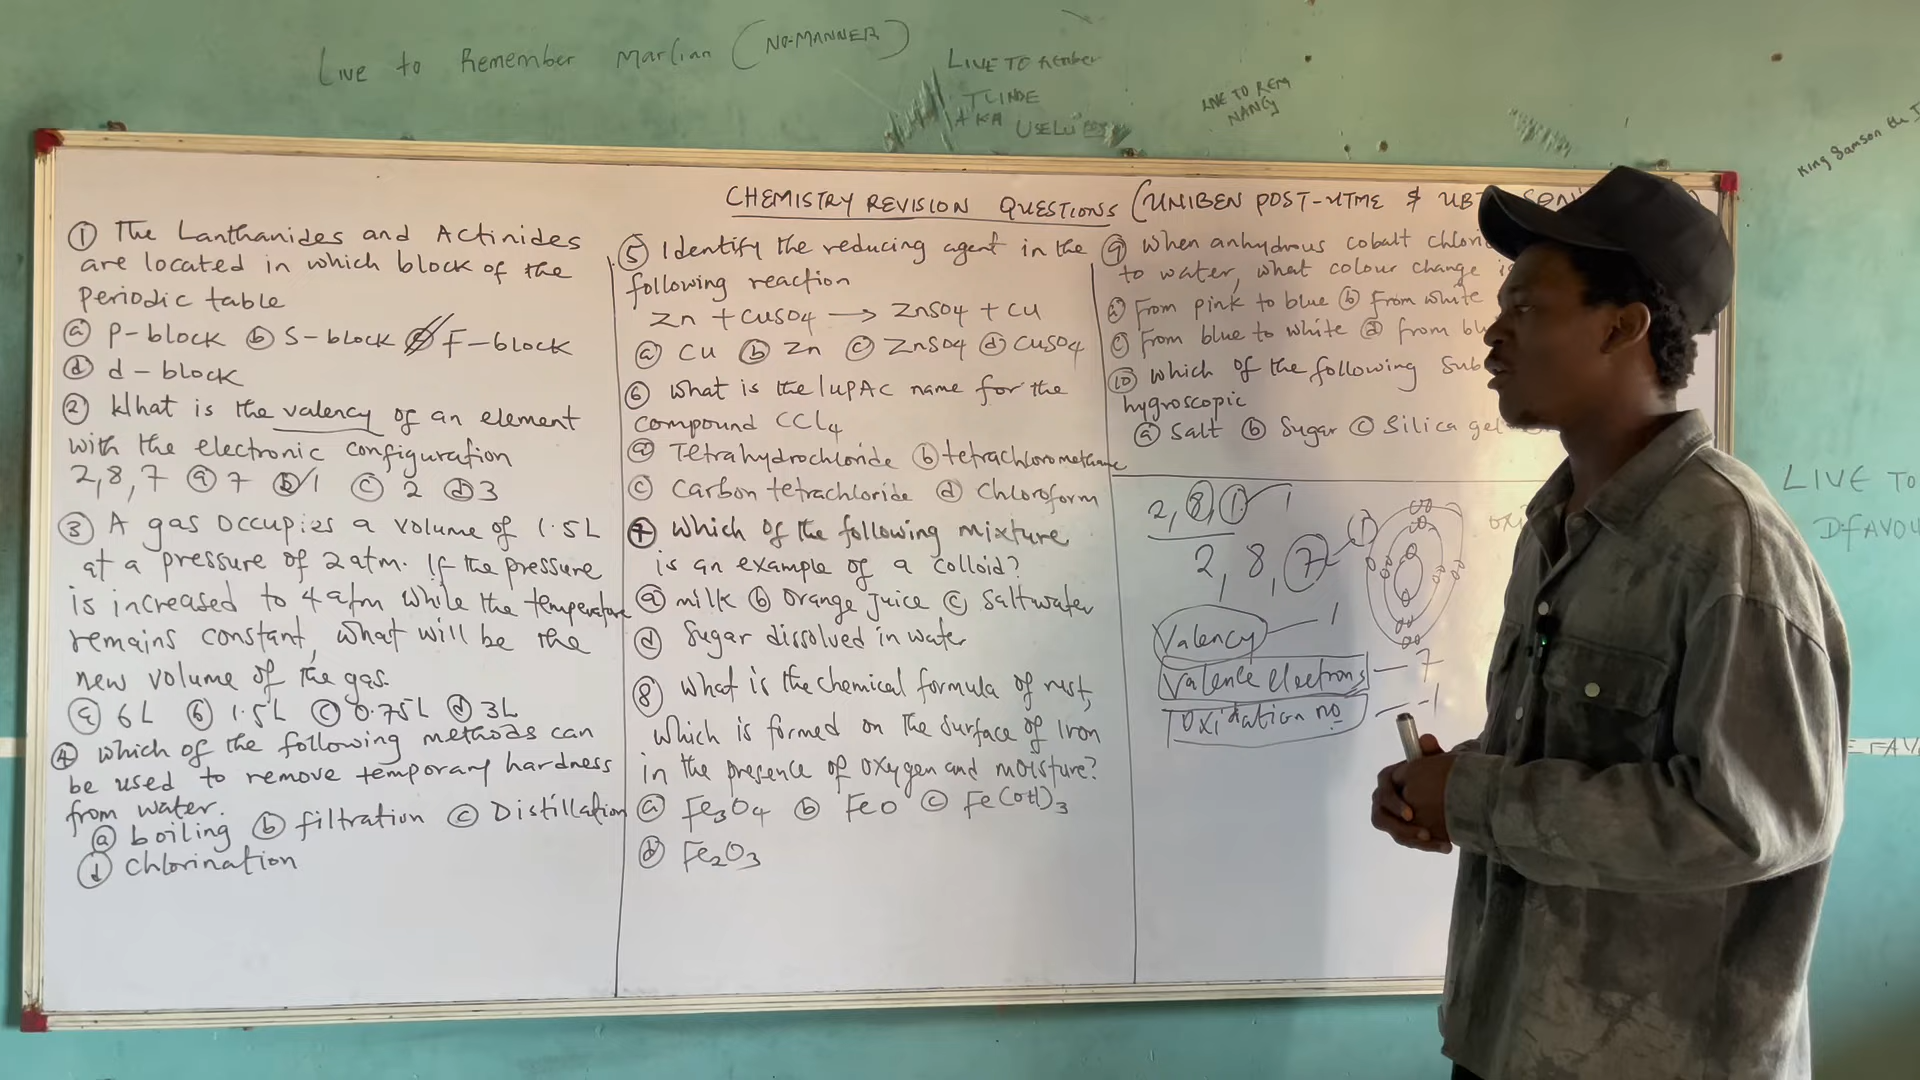 Live to Remember Marlian (NO-MANNER)
LIVE TO
TLINDE
AKA USELU
LIVE TO REM
NANCY
King Samson the
CHEMISTRY REVISION QUESTIONS (UNIBEN POST-UTME &
① The Lanthanides and Actinides
are located in which block of the
Periodic table
ⓐ P-block ⓑ S-block ⓒ F-block
ⓓ d-block
② What is the valency of an element
with the electronic configuration
2,8,7 ⓐ 7 ⓑ 1 ⓒ 2 ⓓ 3
③ A gas occupies a volume of 1.5L
at a pressure of 2atm. If the pressure
is increased to 4atm while the temperature
remains constant, what will be the
new volume of the gas.
ⓐ 6L ⓑ 1.5L ⓒ 0.75L ⓓ 3L
④ which of the following methods can
be used to remove temporary hardness
from water.
ⓐ boiling ⓑ filtration ⓒ Distillation
ⓓ Chlorination
⑤ Identify the reducing agent in the
following reaction
Zn + CuSO4 → ZnSO4 + Cu
ⓐ Cu ⓑ Zn ⓒ ZnSO4 ⓓ CuSO4
⑥ What is the IUPAC name for the
compound CCl4
ⓐ Tetrahydrochloride ⓑ tetrachloromethane
ⓒ Carbon tetrachloride ⓓ Chloroform
⑦ Which of the following mixture
is an example of a colloid?
ⓐ milk ⓑ orange juice ⓒ Saltwater
ⓓ Sugar dissolved in water
⑧ What is the chemical formula of rust,
which is formed on the surface of Iron
in the presence of oxygen and moisture?
ⓐ Fe3O4 ⓑ FeO ⓒ Fe(OH)3
ⓓ Fe2O3
⑨ When anhydrous cobalt
to water, what colour change
ⓐ From pink to blue ⓑ From white
ⓒ From blue to white ⓓ from
⑩ Which of the following
hygroscopic
ⓐ Salt ⓑ Sugar ⓒ Silica gel
2,8,1 1
2,8,7 1
Valency — 1
Valence electrons — 7
Oxidation no — -1
LIVE TO